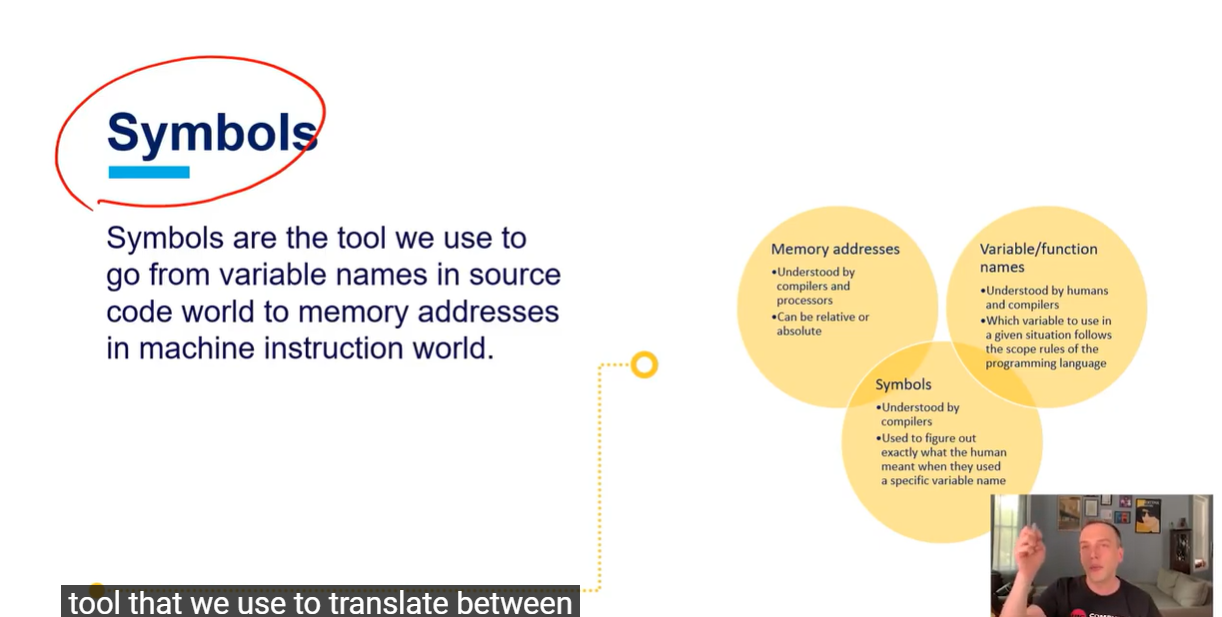 Symbols
Symbols are the tool we use to
go from variable names in source
code world to memory addresses
in machine instruction world.
Memory addresses
•Understood by
compilers and
processors
•Can be relative or
absolute
Variable/function
names
•Understood by humans
and compilers
•Which variable to use in
a given situation follows
the scope rules of the
programming language
Symbols
•Understood by
compilers
•Used to figure out
exactly what the human
meant when they used
a specific variable name
tool that we use to translate between